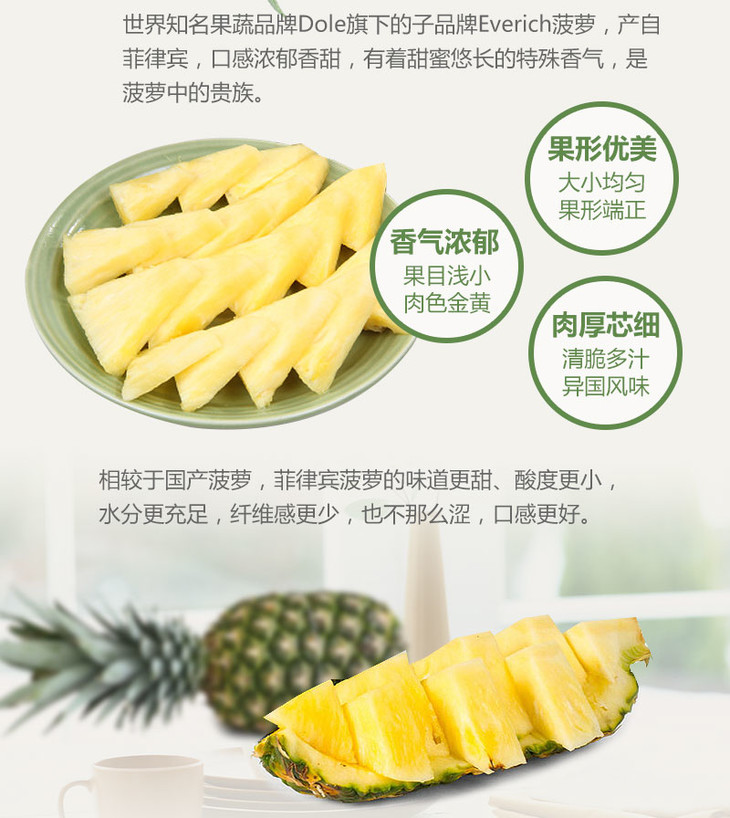 世界知名果蔬品牌Dole旗下的子品牌Everich菠萝，产自
菲律宾，口感浓郁香甜，有着甜蜜悠长的特殊香气，是
菠萝中的贵族。
果形优美
大小均匀
果形端正
香气浓郁
果目浅小
肉色金黄
肉厚芯细
清脆多汁
异国风味
相较于国产菠萝，菲律宾菠萝的味道更甜、酸度更小，
水分更充足，纤维感更少，也不那么涩，口感更好。